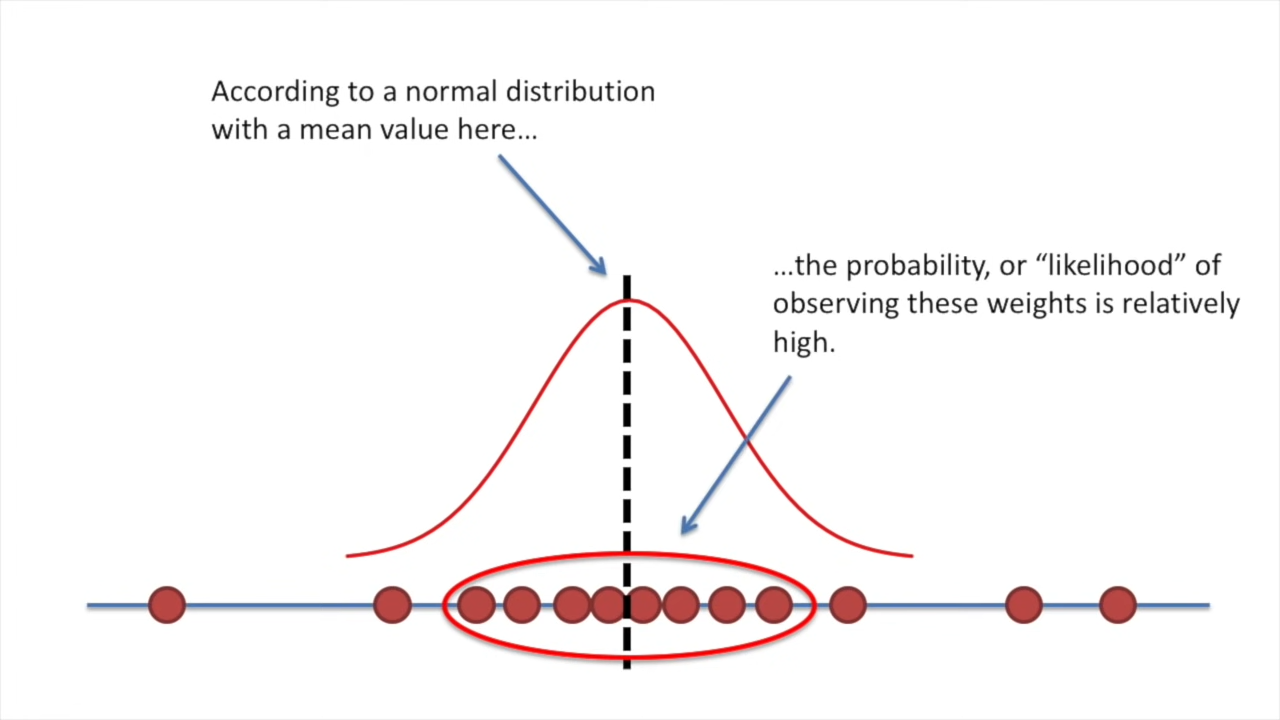 According to a normal distribution
with a mean value here…
…the probability, or “likelihood” of
observing these weights is relatively
high.